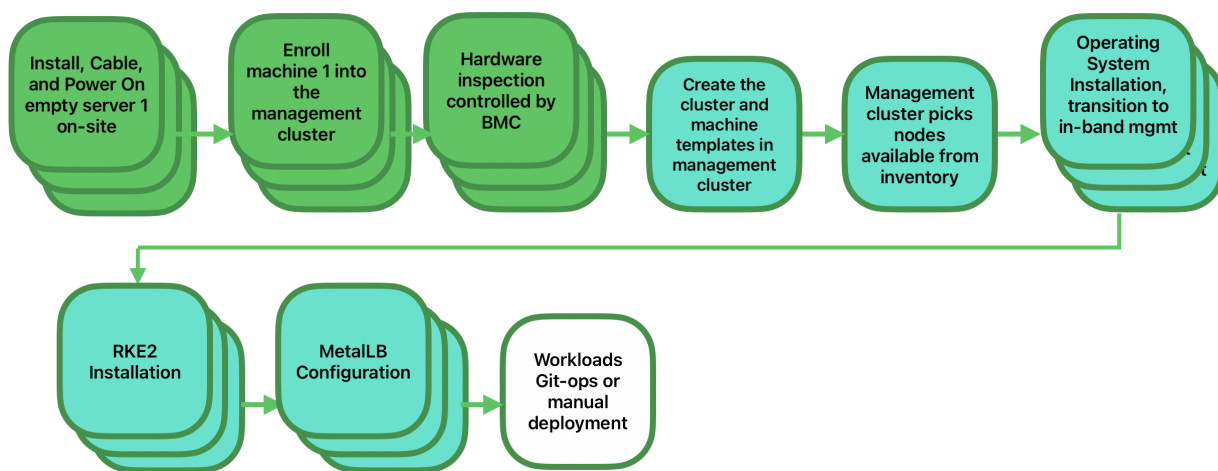 Install, Cable,
and Power On
empty server 1
on-site
Enroll
machine 1 into
the
management
cluster
Hardware
inspection
controlled by
BMC
Create the
cluster and
machine
templates in
management
cluster
Management
cluster picks
nodes
available from
inventory
Operating
System
Installation,
transition to
in-band mgmt
RKE2
Installation
MetalLB
Configuration
Workloads
Git-ops or
manual
deployment